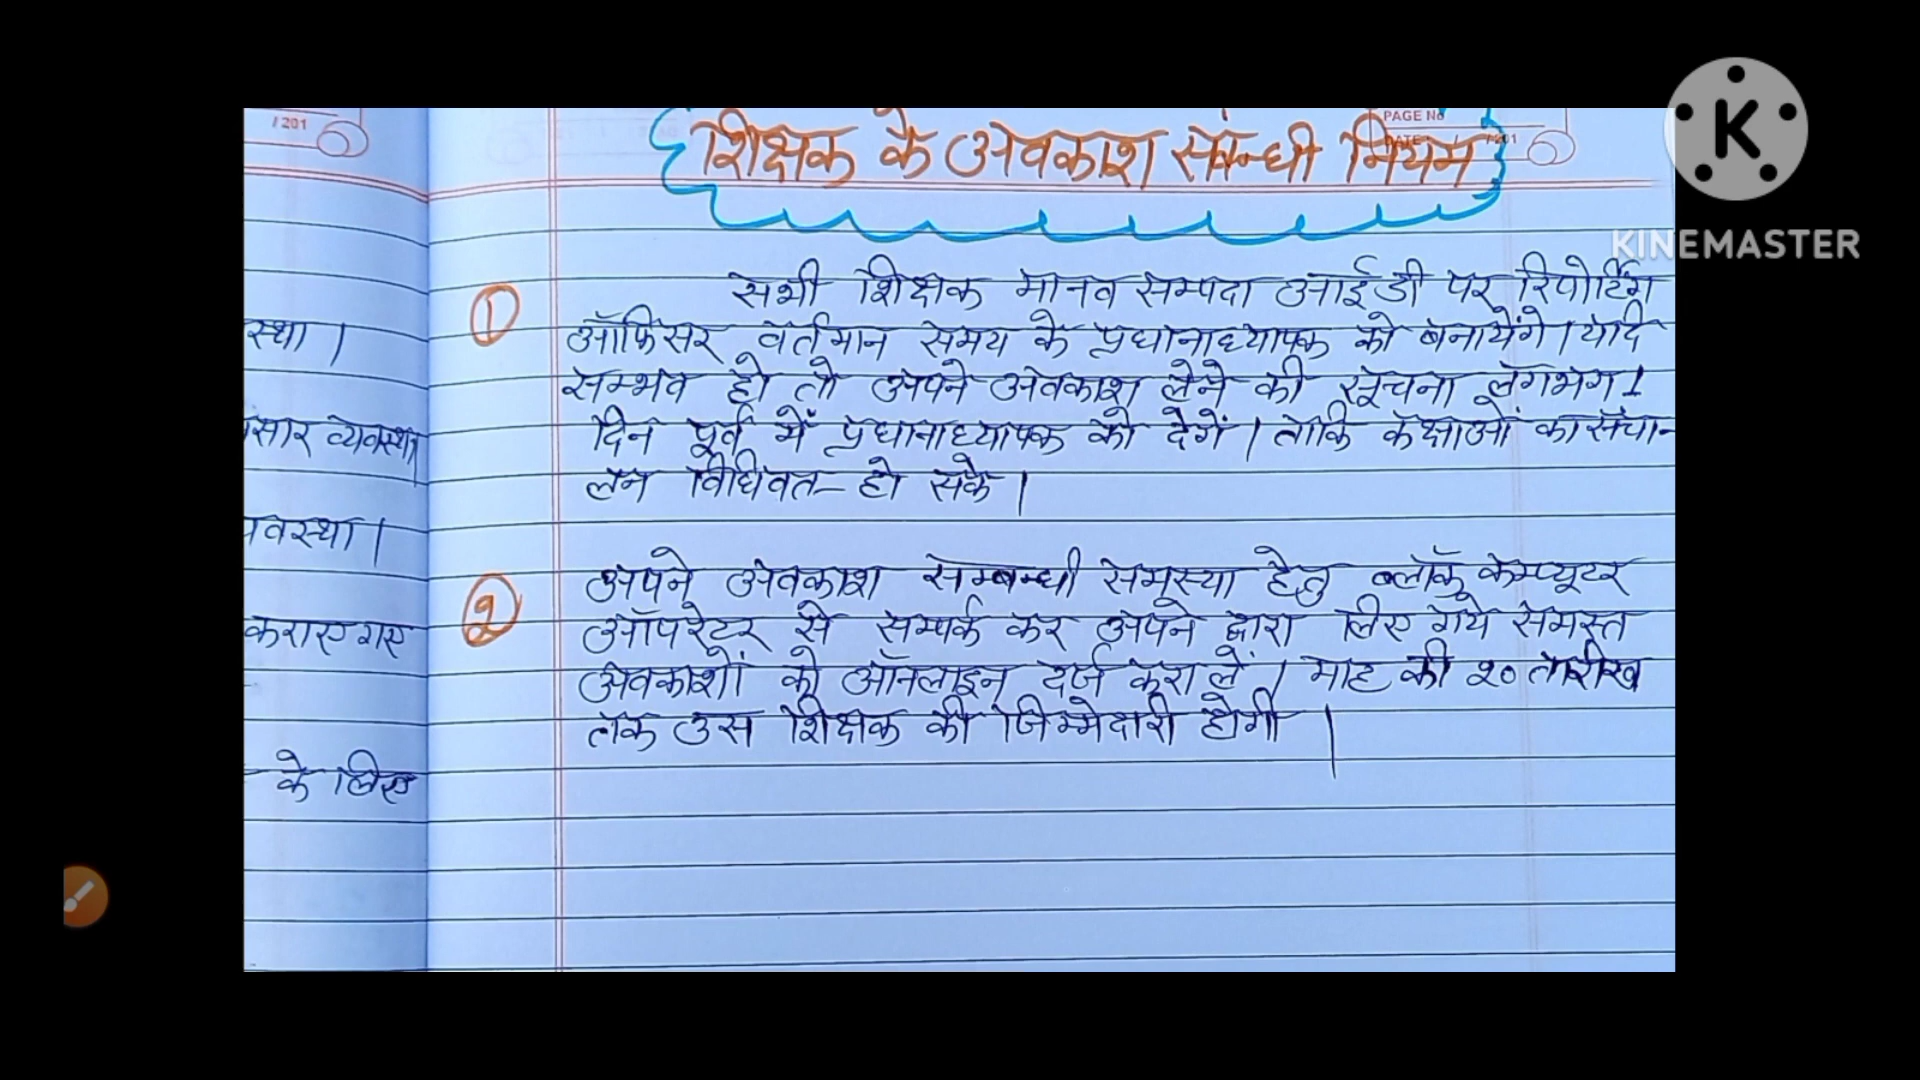 /201
PAGE No
DATE / /201
शिक्षक के अवकाश संबन्धी नियम
K
KINEMASTER
① सभी शिक्षक मानव सम्पदा आईडी पर रिपोर्टिंग
ऑफिसर वर्तमान समय के प्रधानाध्यापक को बनायेंगे। यदि
सम्भव हो तो अपने अवकाश लेने की सूचना लगभग 1
दिन पूर्व में प्रधानाध्यापक को देगें। ताकि कक्षाओं का संचा-
लन विधिवत- हो सके।
② अपने अवकाश सम्बन्धी समस्या हेतु ब्लॉक कम्प्यूटर
ऑपरेटर से सम्पर्क कर अपने द्वारा लिए गये समस्त
अवकाशों को ऑनलाइन दर्ज करा लें। माह की 20 तारीख
तक उस शिक्षक की जिम्मेदारी होगी।
स्था।
सार व्यवस्था
वस्था।
कराए गए
के लिए